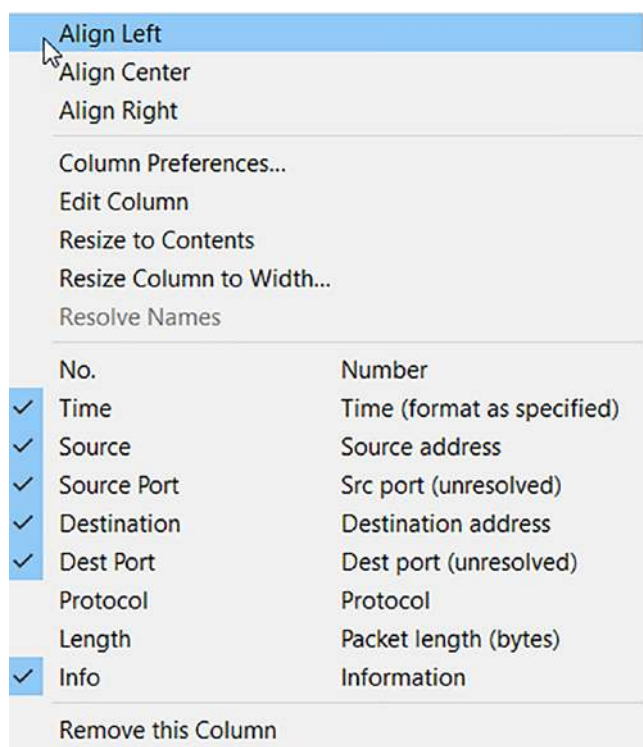 Align Left
Align Center
Align Right
Column Preferences...
Edit Column
Resize to Contents
Resize Column to Width...
Resolve Names
No. Number
Time Time (format as specified)
Source Source address
Source Port Src port (unresolved)
Destination Destination address
Dest Port Dest port (unresolved)
Protocol Protocol
Length Packet length (bytes)
Info Information
Remove this Column